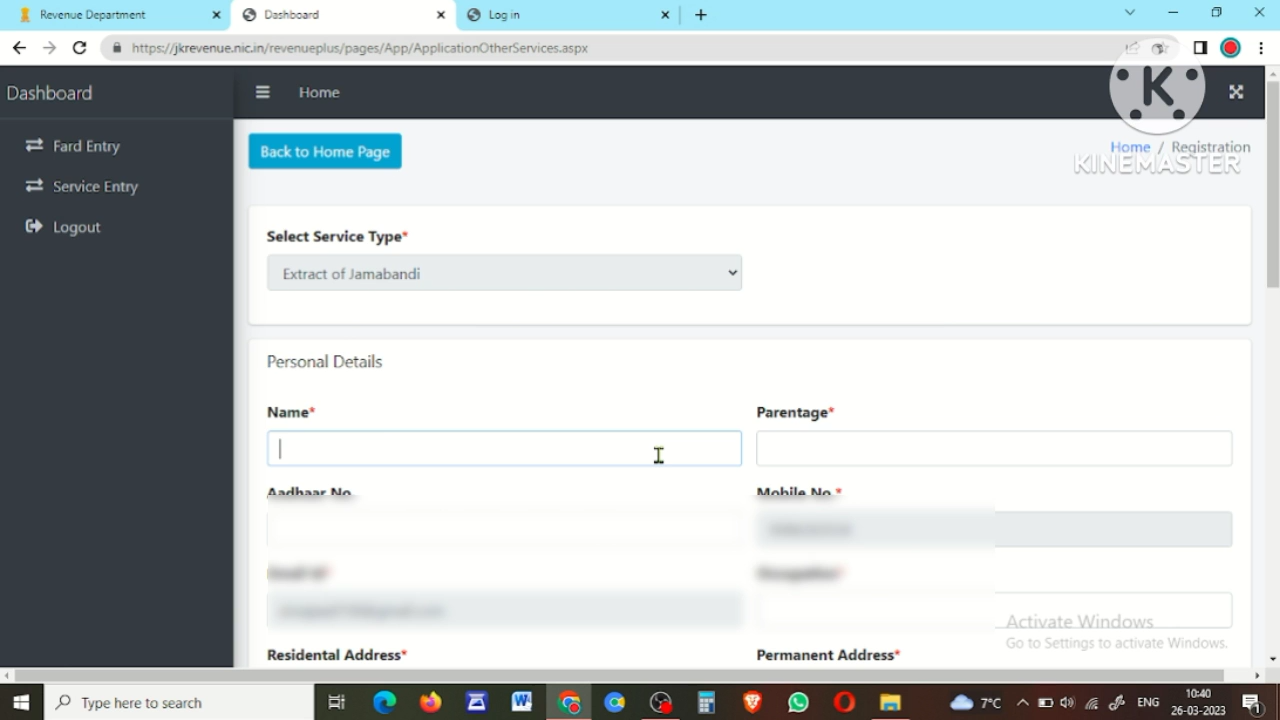 Revenue Department
Dashboard
Log in
https://jkrevenue.nic.in/revenueplus/pages/App/ApplicationOtherServices.aspx
Dashboard
Home
K
KINEMASTER
Fard Entry
Service Entry
Logout
Back to Home Page
Home / Registration
Select Service Type*
Extract of Jamabandi
Personal Details
Name*
Parentage*
Aadhaar No
Mobile No *
Residental Address*
Permanent Address*
Activate Windows
Go to Settings to activate Windows.
Type here to search
7°C
ENG
10:40
26-03-2023
1